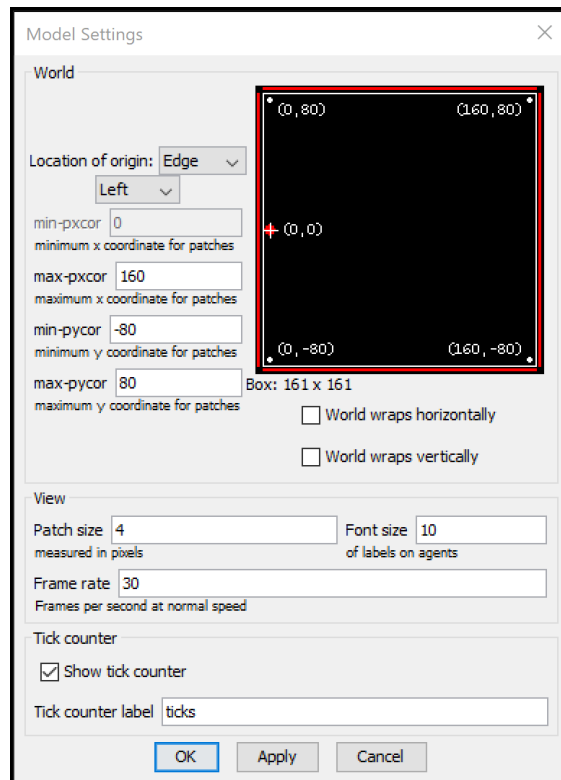 Model Settings
World
(0,80) (160,80)
Location of origin: Edge
Left
(0,0)
min-pxcor 0
minimum x coordinate for patches
max-pxcor 160
maximum x coordinate for patches
min-pycor -80
minimum y coordinate for patches
(0,-80) (160,-80)
max-pycor 80
maximum y coordinate for patches
Box: 161 x 161
World wraps horizontally
World wraps vertically
View
Patch size 4 Font size 10
measured in pixels of labels on agents
Frame rate 30
Frames per second at normal speed
Tick counter
Show tick counter
Tick counter label ticks
OK Apply Cancel